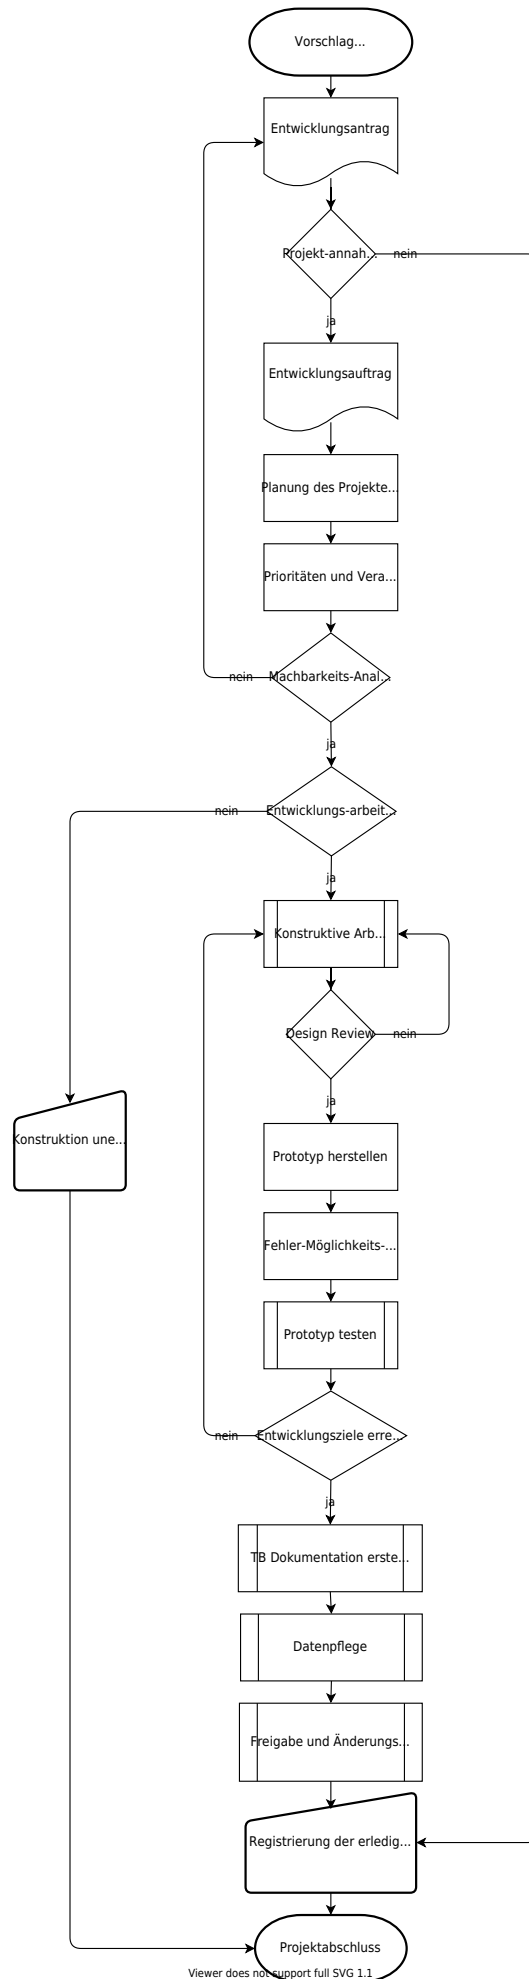 Vorschlag...
Entwicklungsantrag
Projekt-annah...
nein
ja
Entwicklungsauftrag
Planung des Projekte...
Prioritäten und Vera...
Machbarkeits-Anal...
nein
ja
Entwicklungs-arbeit...
nein
ja
Konstruktive Arb...
Design Review
nein
ja
Konstruktion une...
Prototyp herstellen
Fehler-Möglichkeits-...
Prototyp testen
Entwicklungsziele erre...
nein
ja
TB Dokumentation erste...
Datenpflege
Freigabe und Änderungs...
Registrierung der erledig...
Projektabschluss
Viewer does not support full SVG 1.1